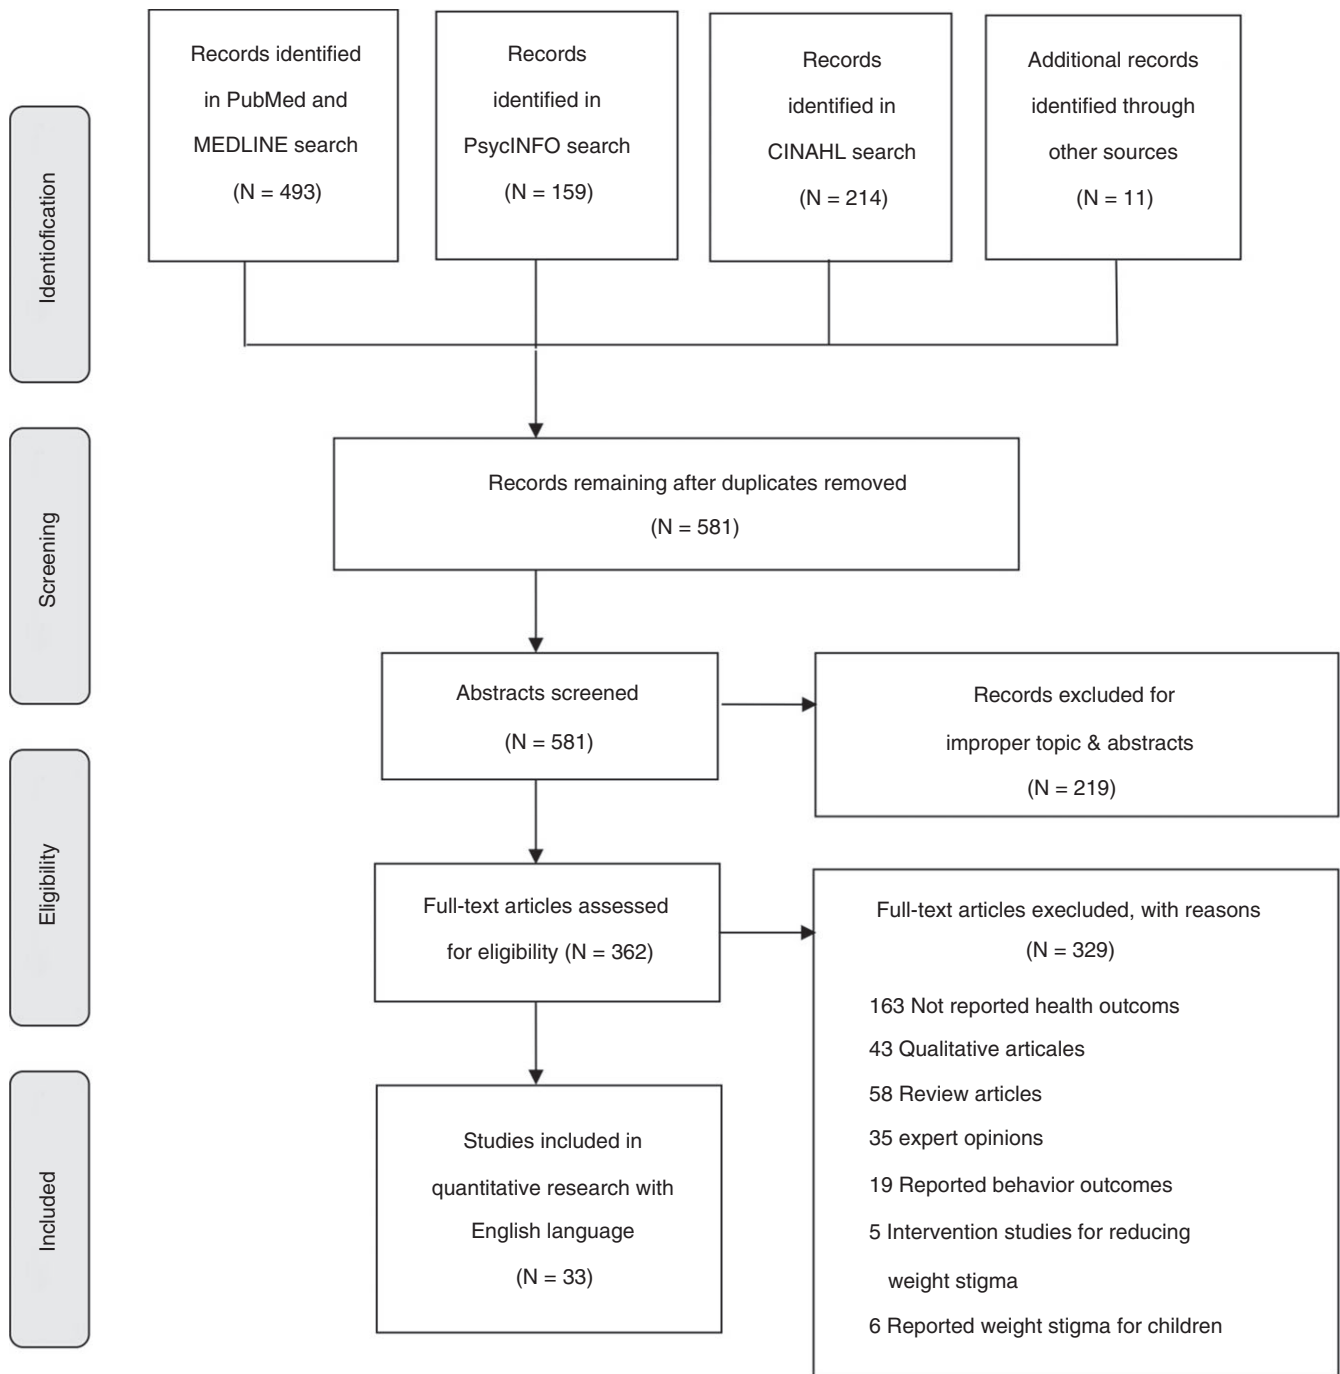 Records identified
in PubMed and
MEDLINE search
(N = 493)
Records
identified in
PsycINFO search
(N = 159)
Records
identified in
CINAHL search
(N = 214)
Additional records
identified through
other sources
(N = 11)
Identiofication
Records remaining after duplicates removed
(N = 581)
Screening
Abstracts screened
(N = 581)
Records excluded for
improper topic & abstracts
(N = 219)
Eligibility
Full-text articles assessed
for eligibility (N = 362)
Full-text articles execluded, with reasons
(N = 329)
163 Not reported health outcoms
43 Qualitative articales
58 Review articles
35 expert opinions
19 Reported behavior outcomes
5 Intervention studies for reducing
weight stigma
6 Reported weight stigma for children
Included
Studies included in
quantitative research with
English language
(N = 33)